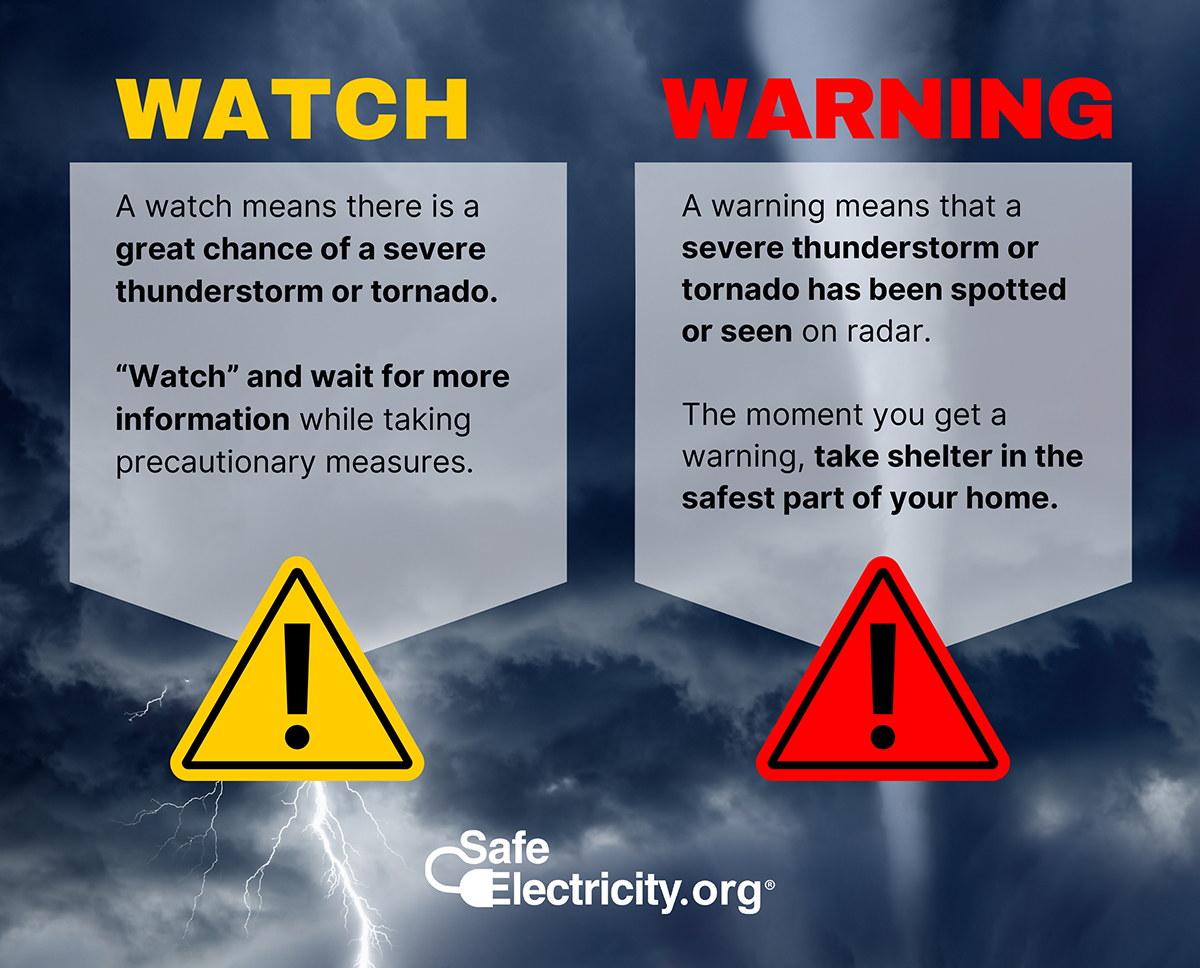 WATCH
A watch means there is a
great chance of a severe
thunderstorm or tornado.
“Watch” and wait for more
information while taking
precautionary measures.
WARNING
A warning means that a
severe thunderstorm or
tornado has been spotted
or seen on radar.
The moment you get a
warning, take shelter in the
safest part of your home.
Safe
Electricity.org®